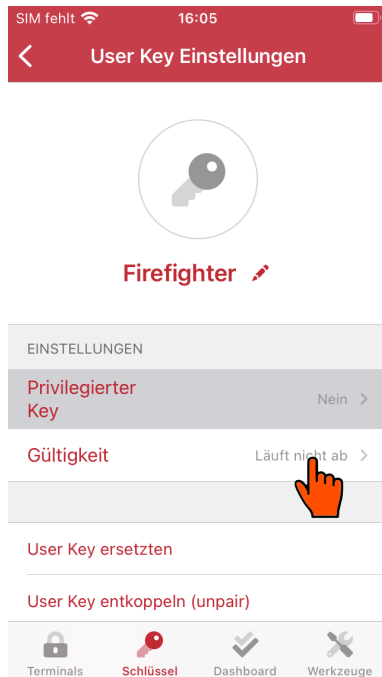 SIM fehlt 16:05
User Key Einstellungen
Firefighter
EINSTELLUNGEN
Privilegierter
Key
Nein
Gültigkeit Läuft nicht ab
User Key ersetzten
User Key entkoppeln (unpair)
Terminals Schlüssel Dashboard Werkzeuge